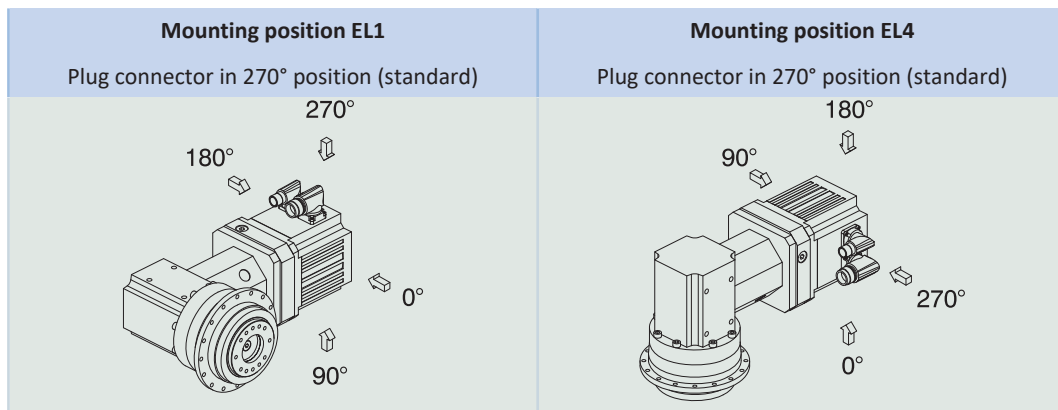 Mounting position EL1
Plug connector in 270° position (standard)
270°
180°
0°
90°
Mounting position EL4
Plug connector in 270° position (standard)
180°
90°
270°
0°